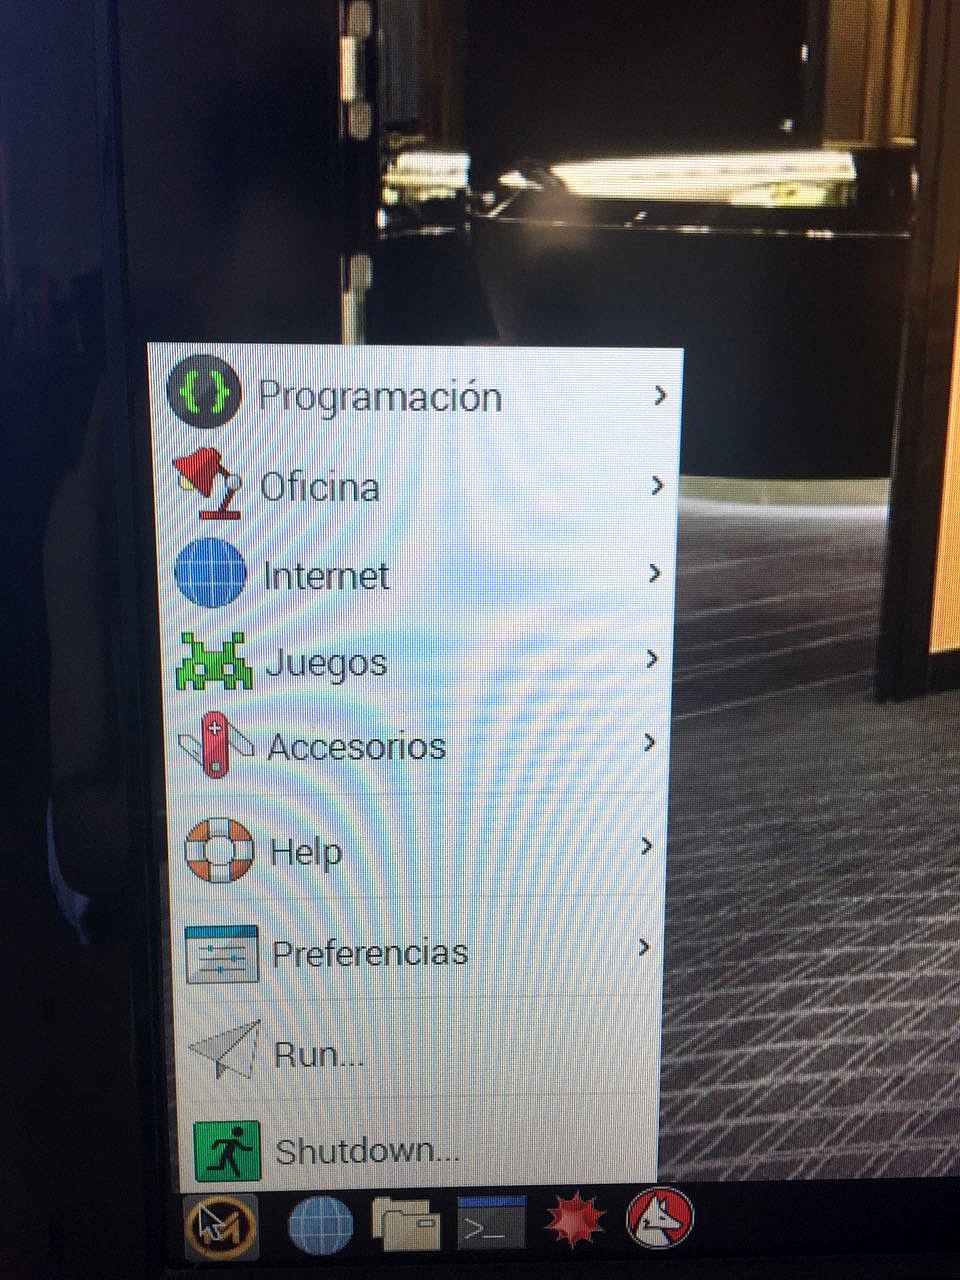 Programación
Oficina
Internet
Juegos
Accesorios
Help
Preferencias
Run...
Shutdown...
>_